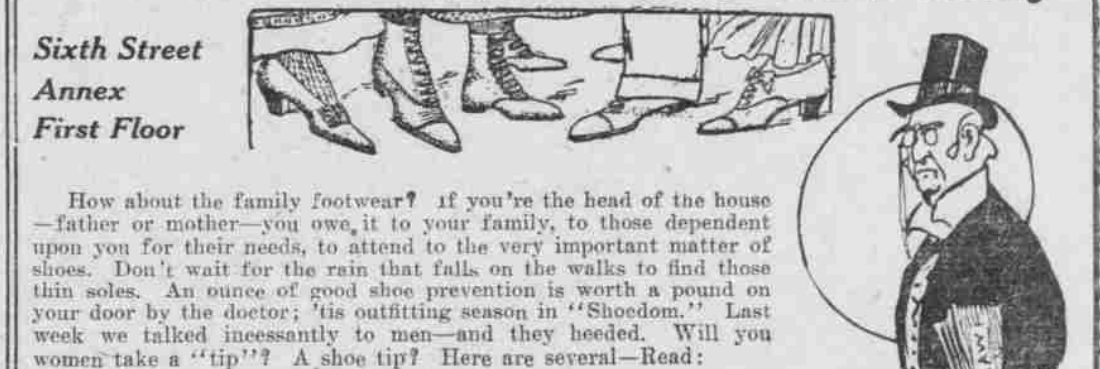 Sixth Street
Annex
First Floor
How about the family footwear? if you're the head of the house
—father or mother—you owe it to your family, to those dependent
upon you for their needs, to attend to the very important matter of
shoes. Don't wait for the rain that falls on the walks to find those
thin soles. An ounce of good shoe prevention is worth a pound on
your door by the doctor; 'tis outfitting season in "Shoedom." Last
week we talked incessantly to men—and they heeded. Will you
women take a "tip"? A shoe tip? Here are several—Read: